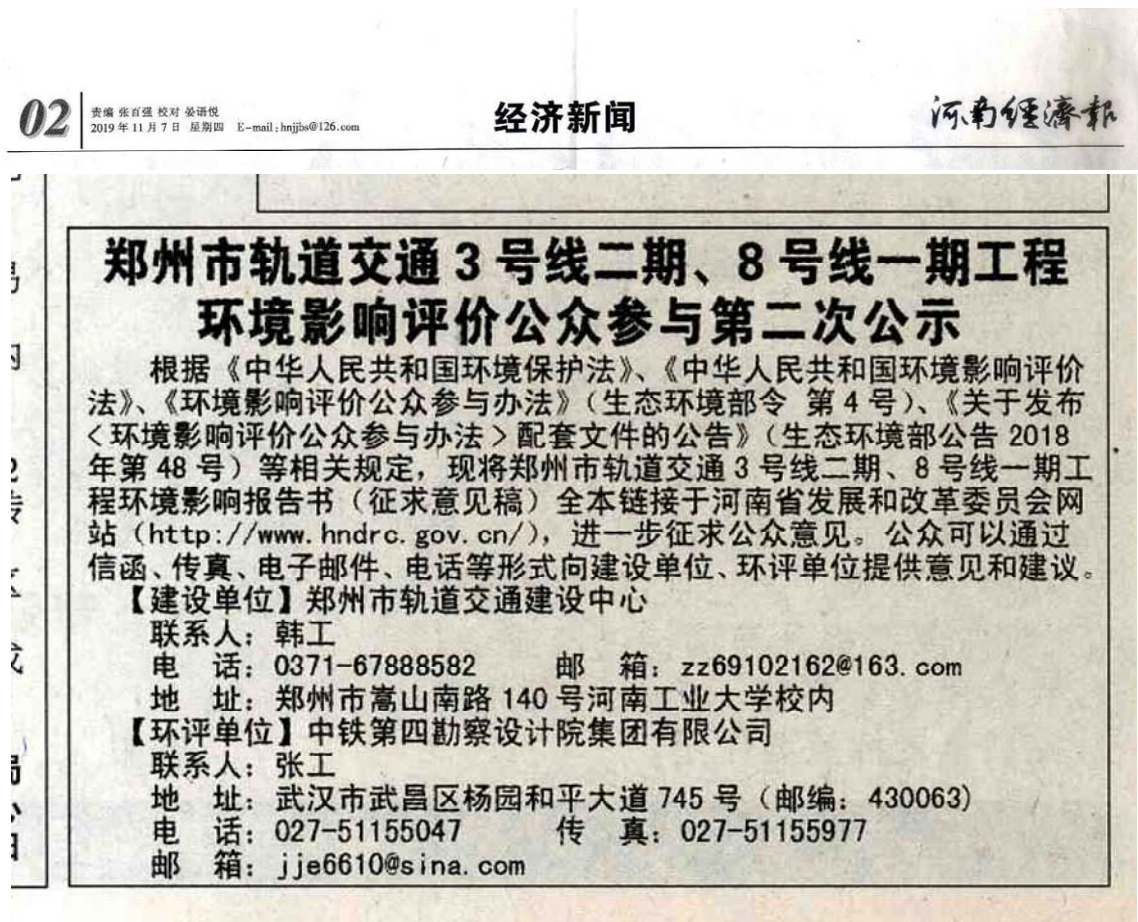 02
责编 张百强 校对 晏语悦
2019年11月7日 星期四 E-mail:hnjjbs@126.com
经济新闻
河南经济报
郑州市轨道交通3号线二期、8号线一期工程
环境影响评价公众参与第二次公示
根据《中华人民共和国环境保护法》、《中华人民共和国环境影响评价
法》、《环境影响评价公众参与办法》（生态环境部令 第4号）、《关于发布
<环境影响评价公众参与办法>配套文件的公告》（生态环境部公告 2018
年第48号）等相关规定，现将郑州市轨道交通3号线二期、8号线一期工
程环境影响报告书（征求意见稿）全本链接于河南省发展和改革委员会网
站（http://www.hndrc.gov.cn/），进一步征求公众意见。公众可以通过
信函、传真、电子邮件、电话等形式向建设单位、环评单位提供意见和建议。
【建设单位】郑州市轨道交通建设中心
联系人：韩工
电 话：0371-67888582 邮 箱：zz69102162@163.com
地 址：郑州市嵩山南路140号河南工业大学校内
【环评单位】中铁第四勘察设计院集团有限公司
联系人：张工
地 址：武汉市武昌区杨园和平大道745号（邮编：430063）
电 话：027-51155047 传 真：027-51155977
邮 箱：jje6610@sina.com